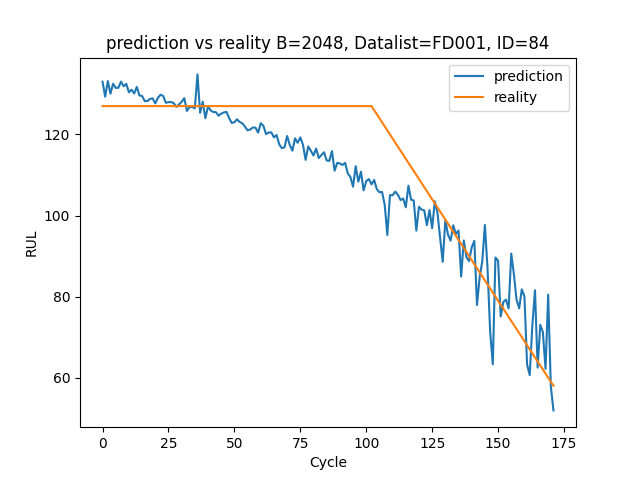 prediction vs reality B=2048, Datalist=FD001, ID=84
prediction
reality
RUL
120
100
80
60
0 25 50 75 100 125 150 175
Cycle